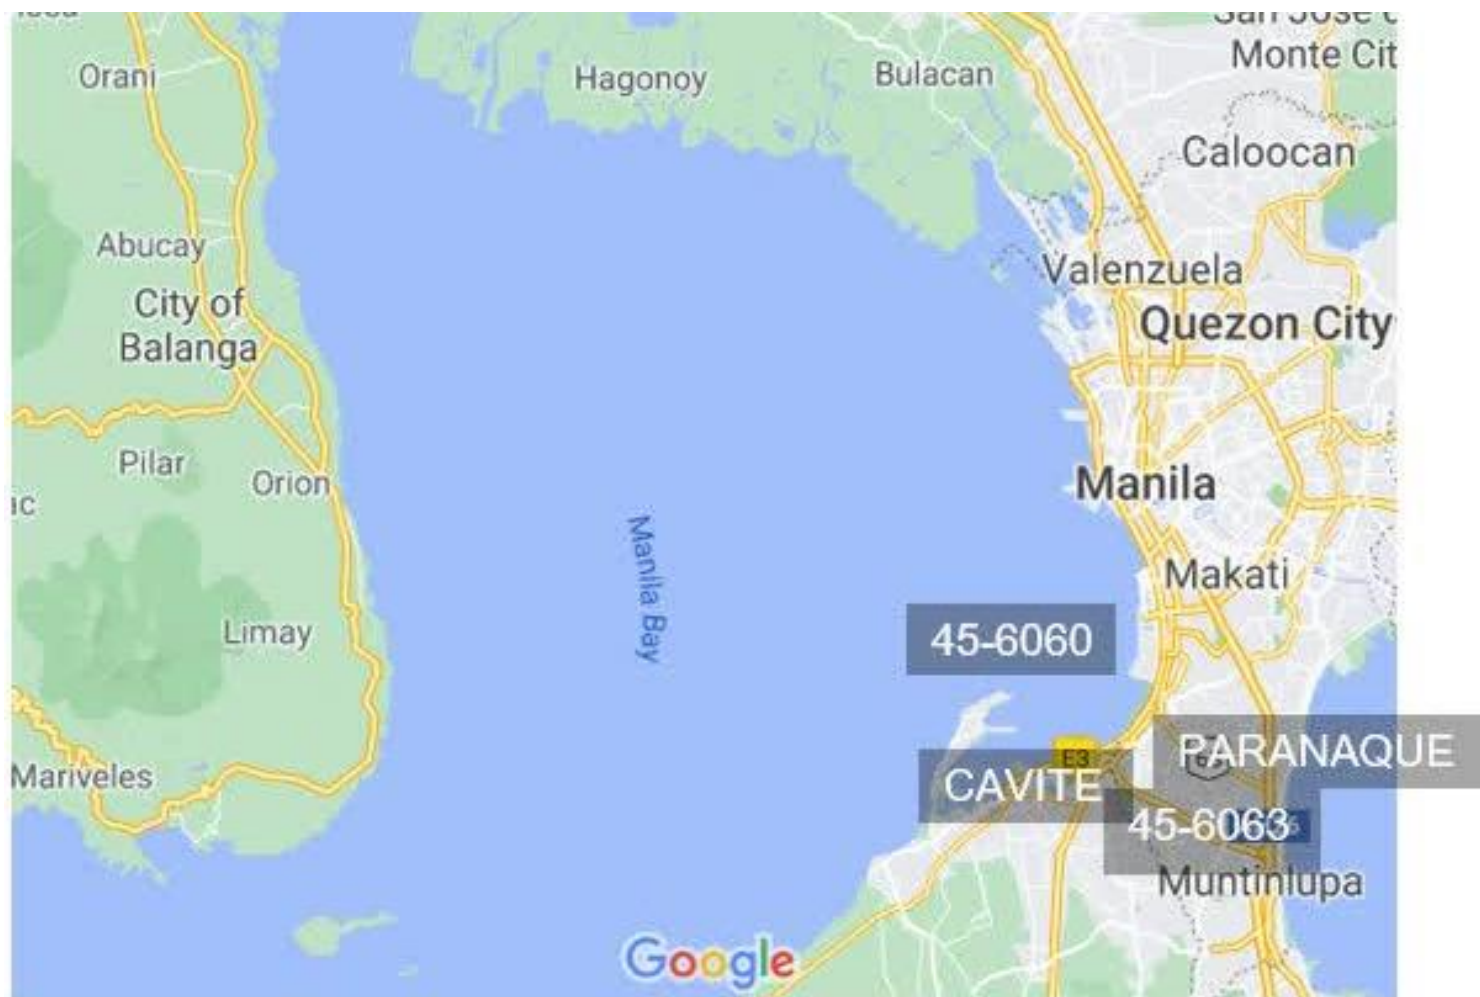 Orani
Hagonoy
Bulacan
Monte Cit
Caloocan
Abucay
Valenzuela
City of
Balanga
Quezon City
Pilar
Orion
Manila
Manila Bay
Makati
Limay
45-6060
PARANAQUE
E3
Mariveles
CAVITE
45-6063
Muntinlupa
Google